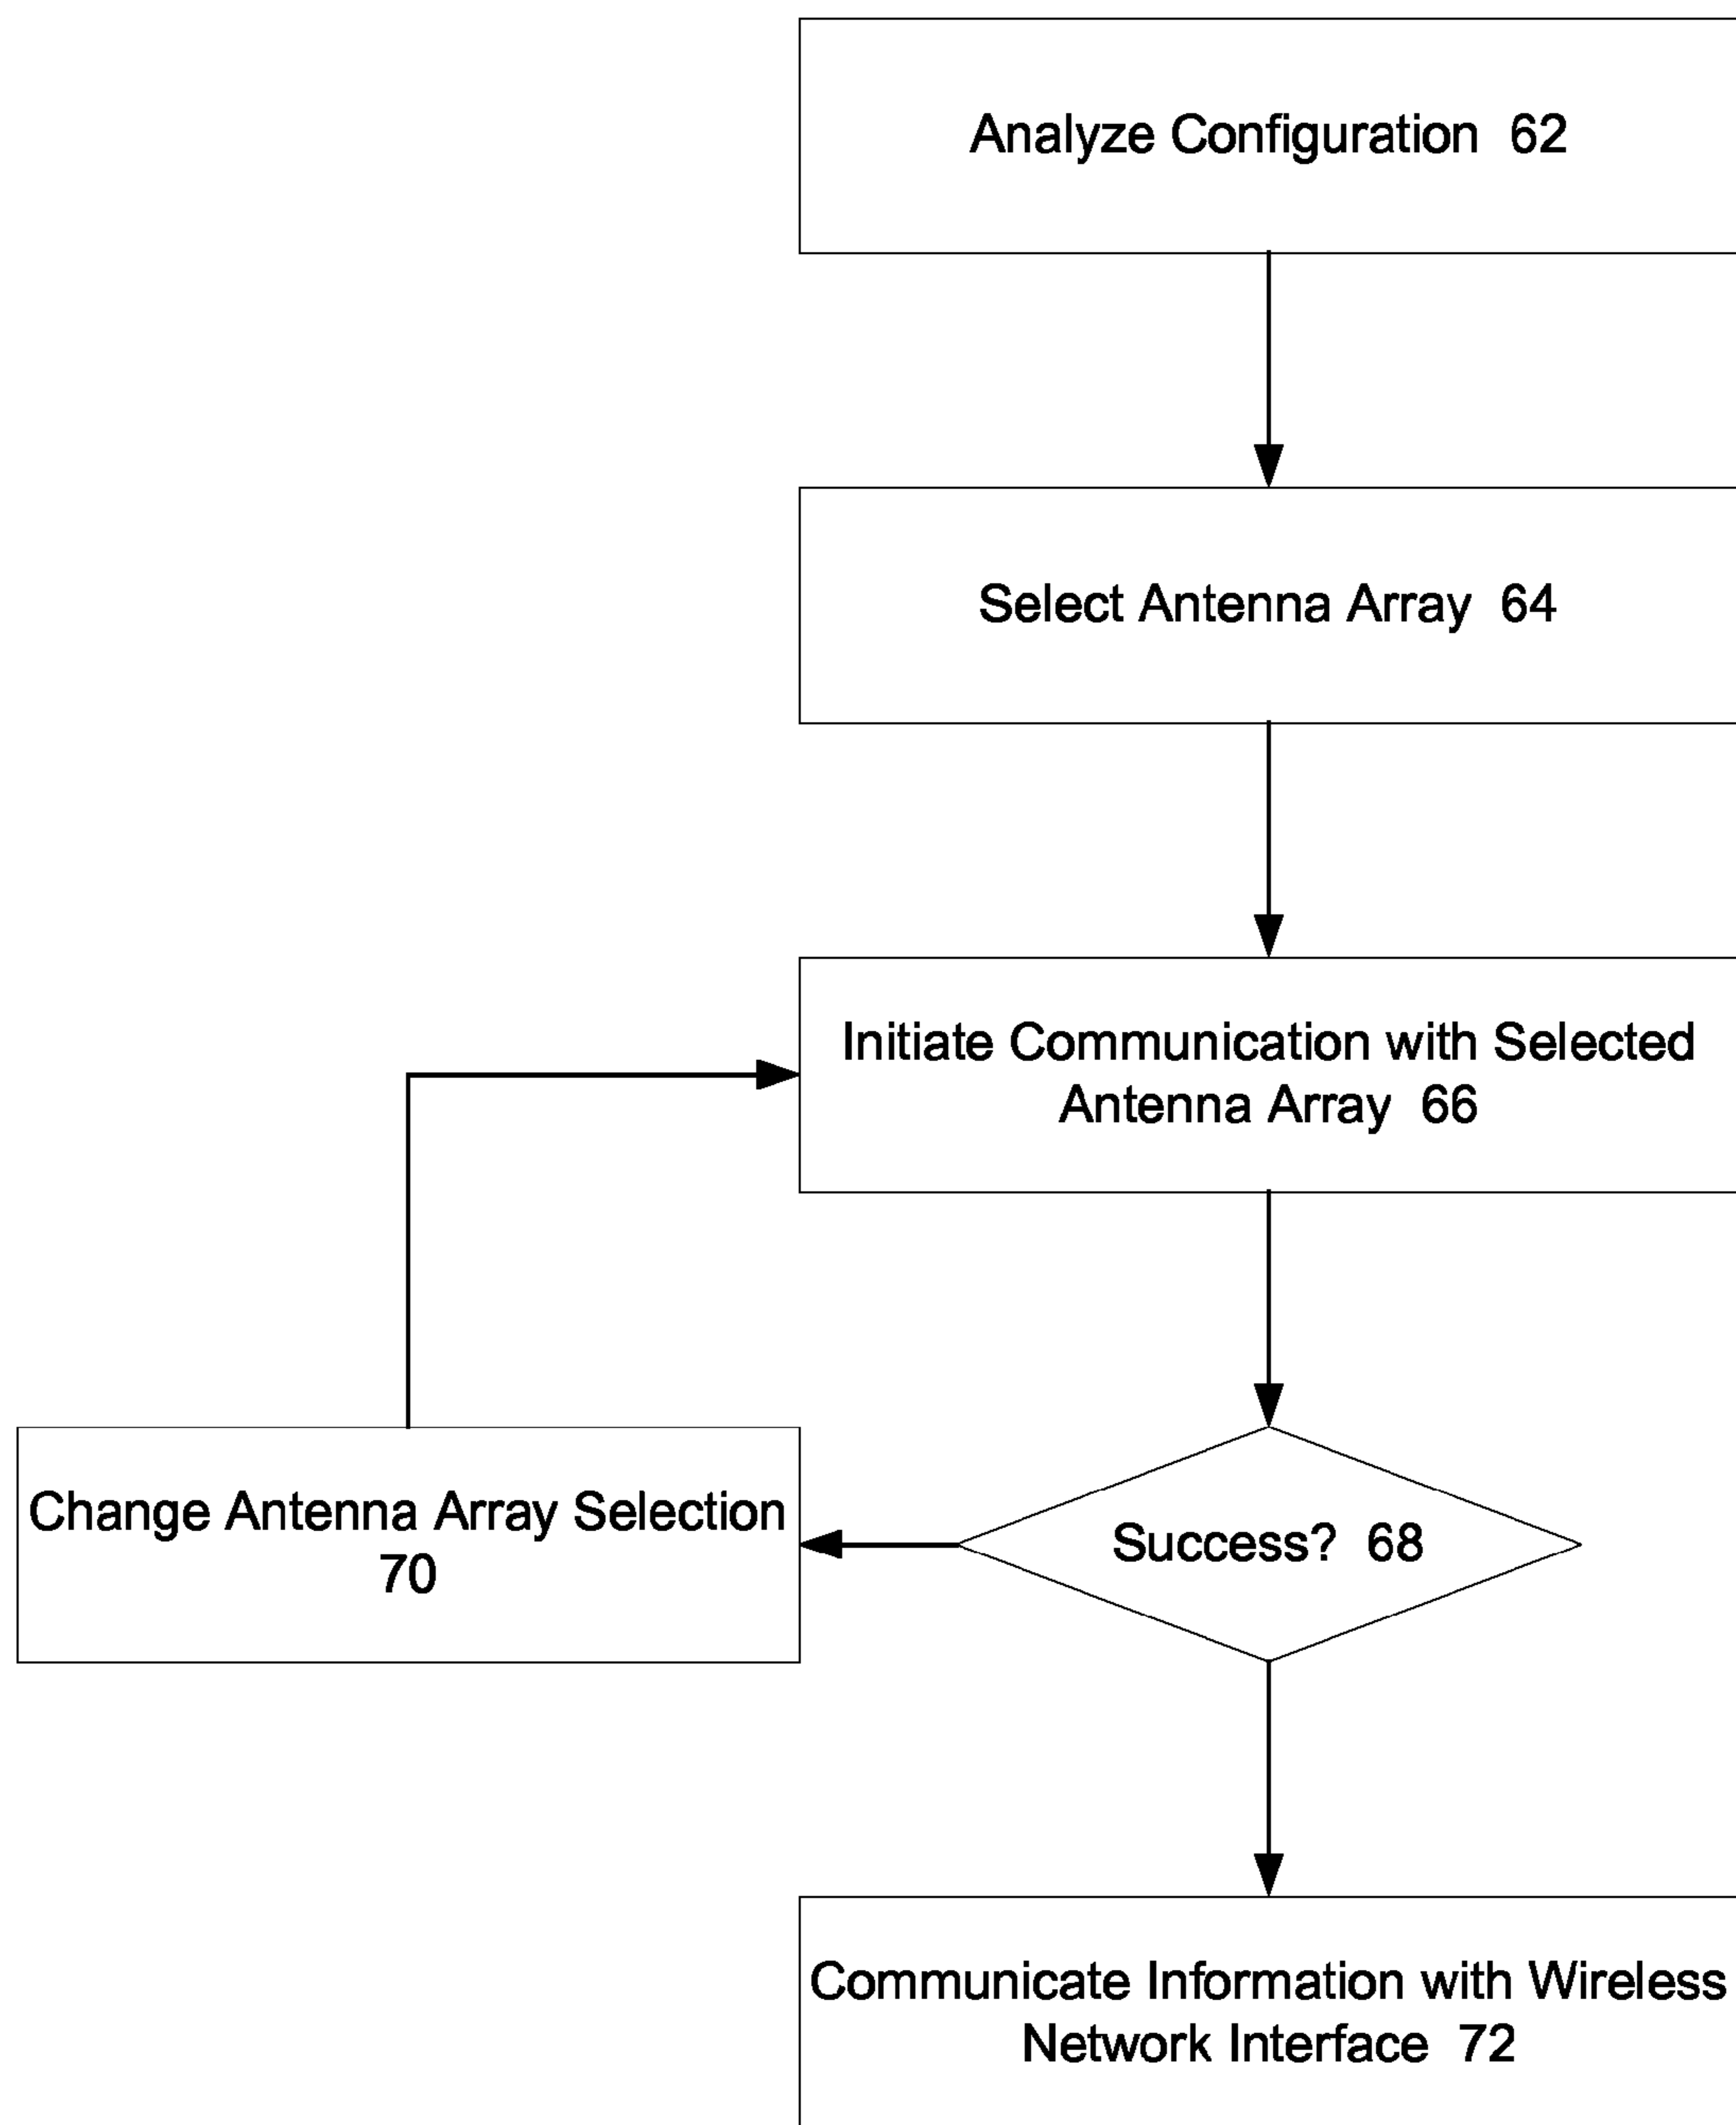 Analyze Configuration 62
Select Antenna Array 64
Initiate Communication with Selected
Antenna Array 66
Change Antenna Array Selection
70
Success? 68
Communicate Information with Wireless
Network Interface 72